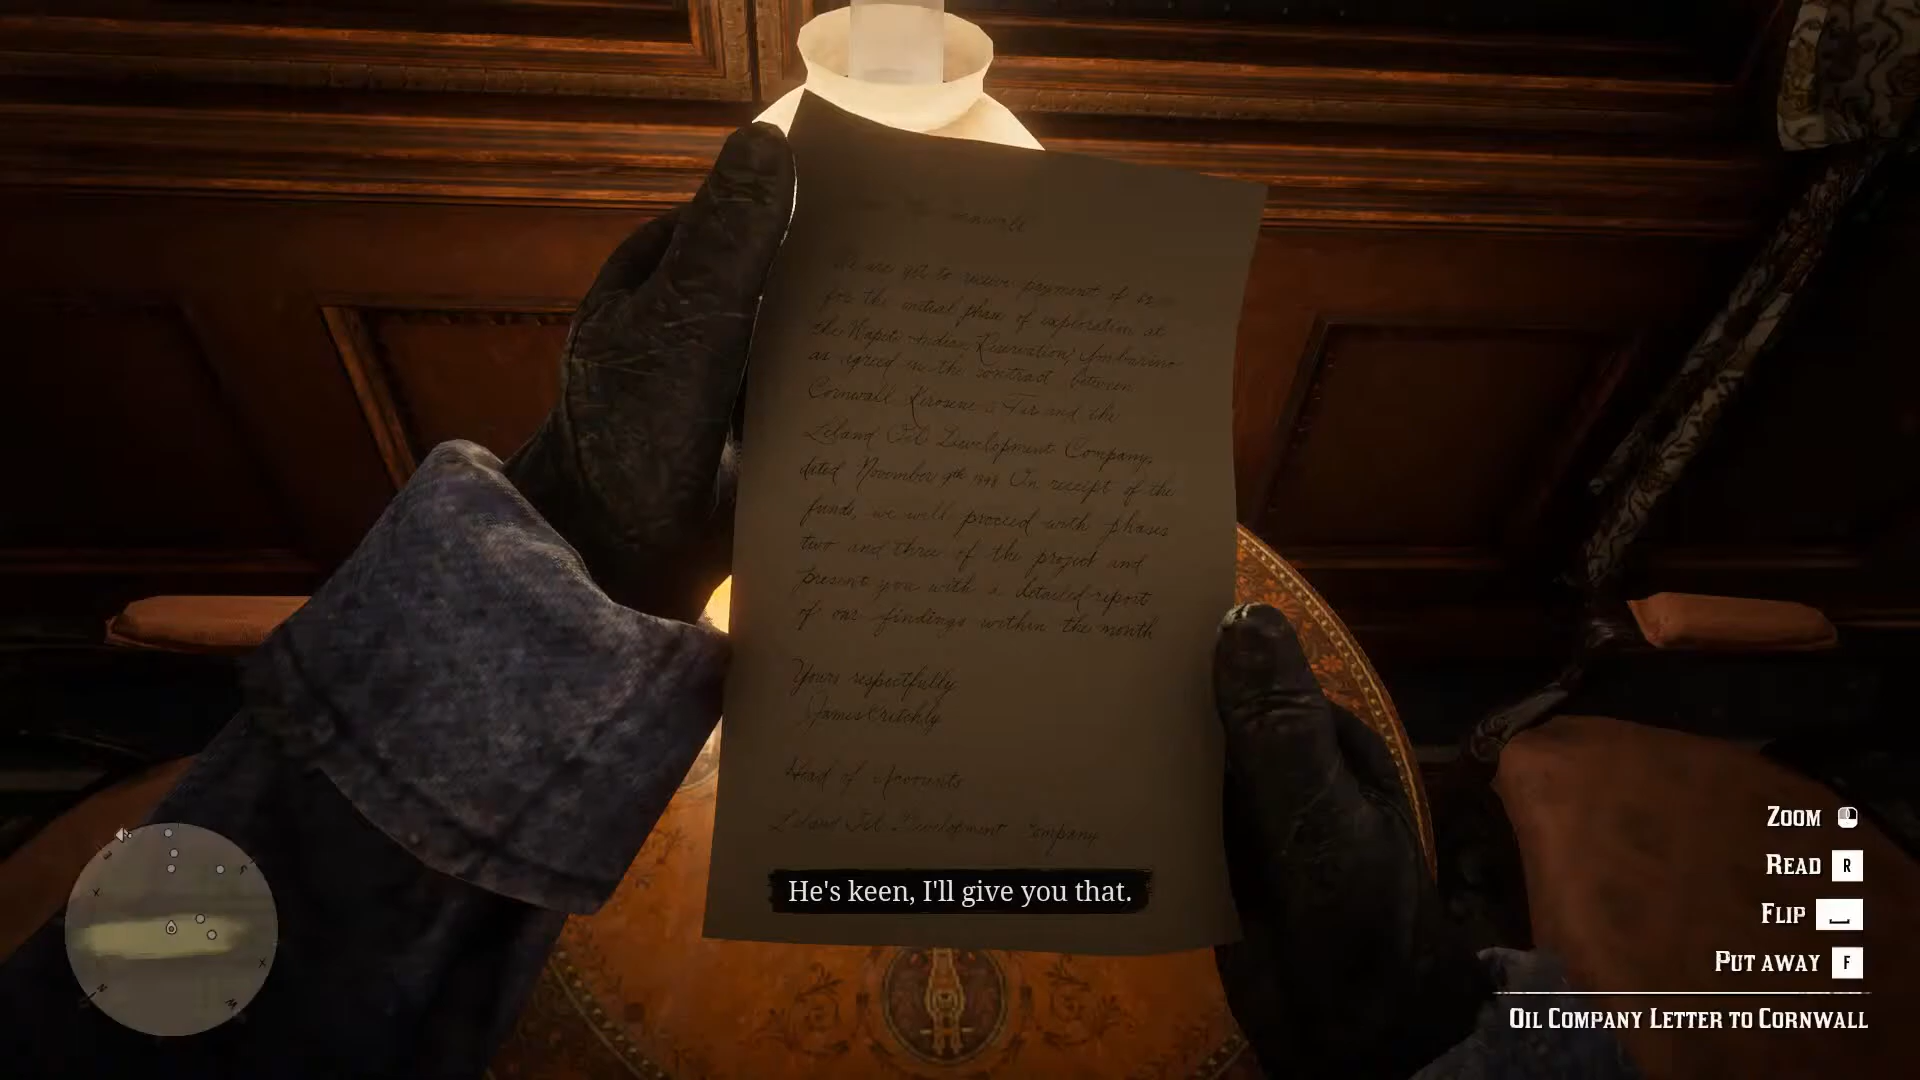 We are yet to receive payment of
for the initial phase of exploration at
the Wapiti Indian Reservation, Ambarino
as agreed in the contract between
Cornwall Kerosene & Tar and the
Leland Oil Development Company,
dated November 9th 1898 On receipt of the
funds, we will proceed with phases
two and three of the project and
present you with a detailed report
of our findings within the month
Yours respectfully
James Critchly
Head of Accounts
Leland Oil Development Company
He's keen, I'll give you that.
ZOOM
READ R
FLIP
PUT AWAY F
OIL COMPANY LETTER TO CORNWALL